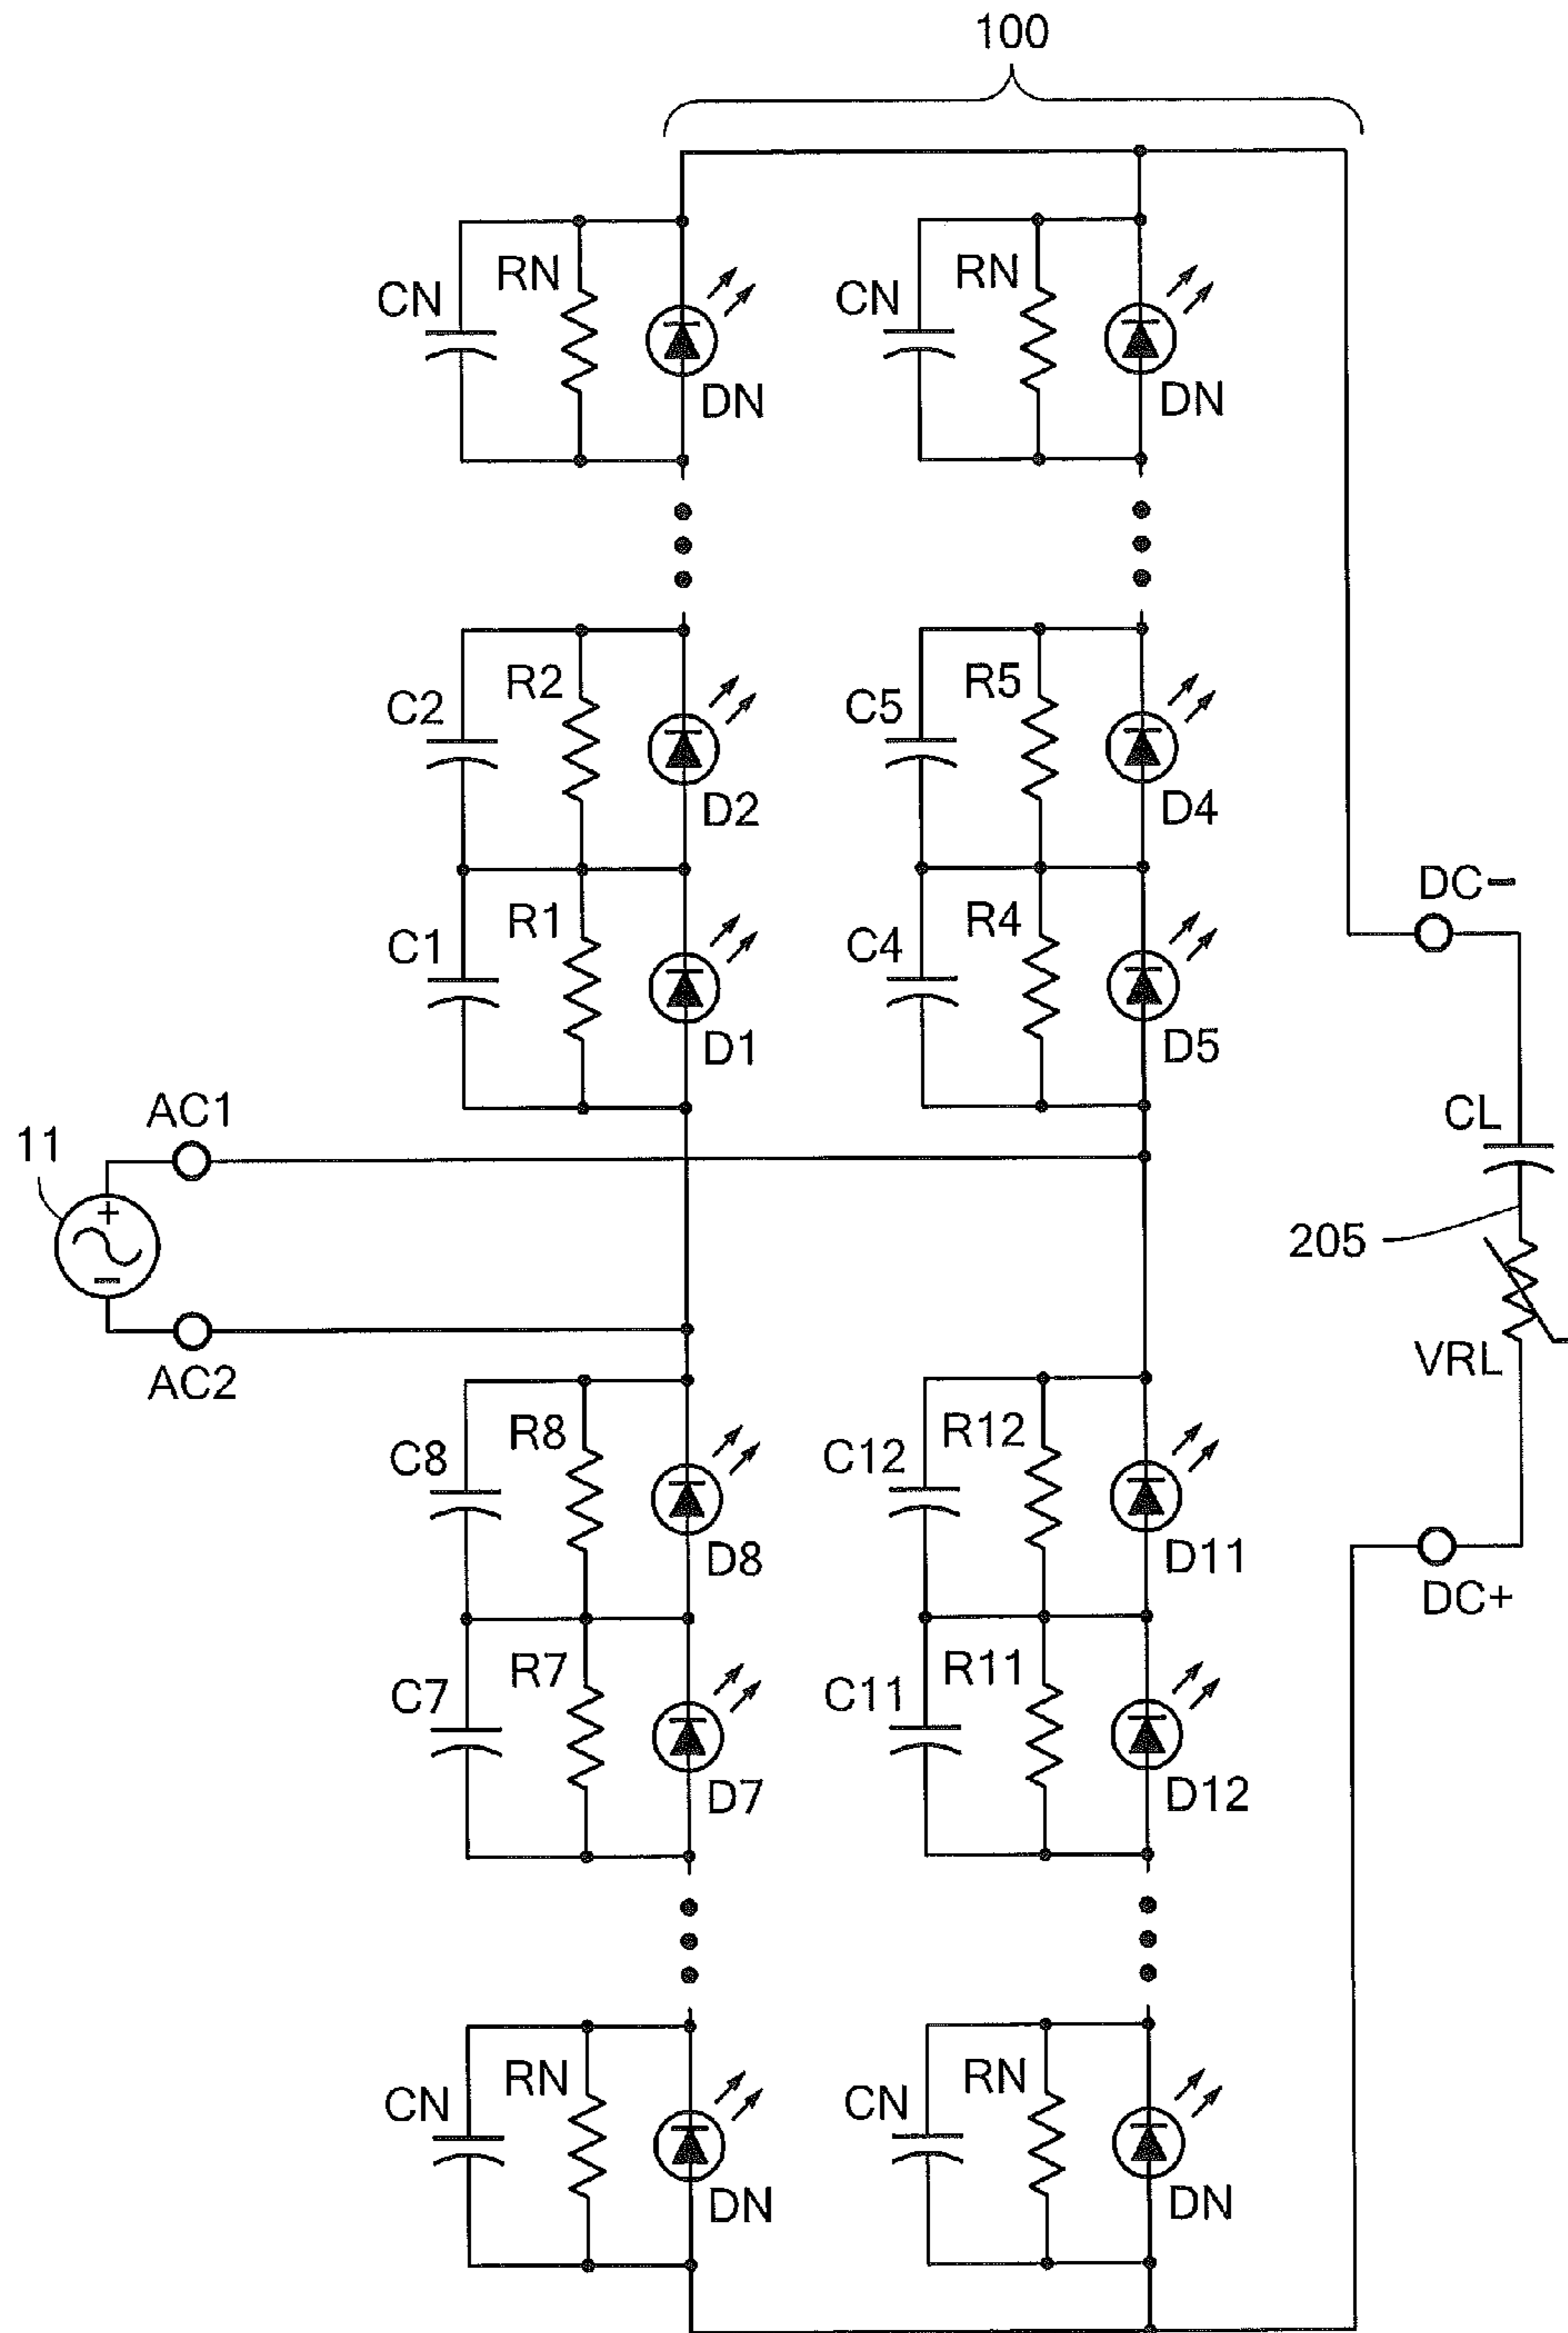 100
RN
CN
DN
RN
CN
DN
R2
C2
D2
R5
C5
D4
R1
C1
D1
R4
C4
D5
DC−
CL
205
VRL
DC+
11
AC1
+
−
AC2
R8
C8
D8
R12
C12
D11
R7
C7
D7
R11
C11
D12
RN
CN
DN
RN
CN
DN